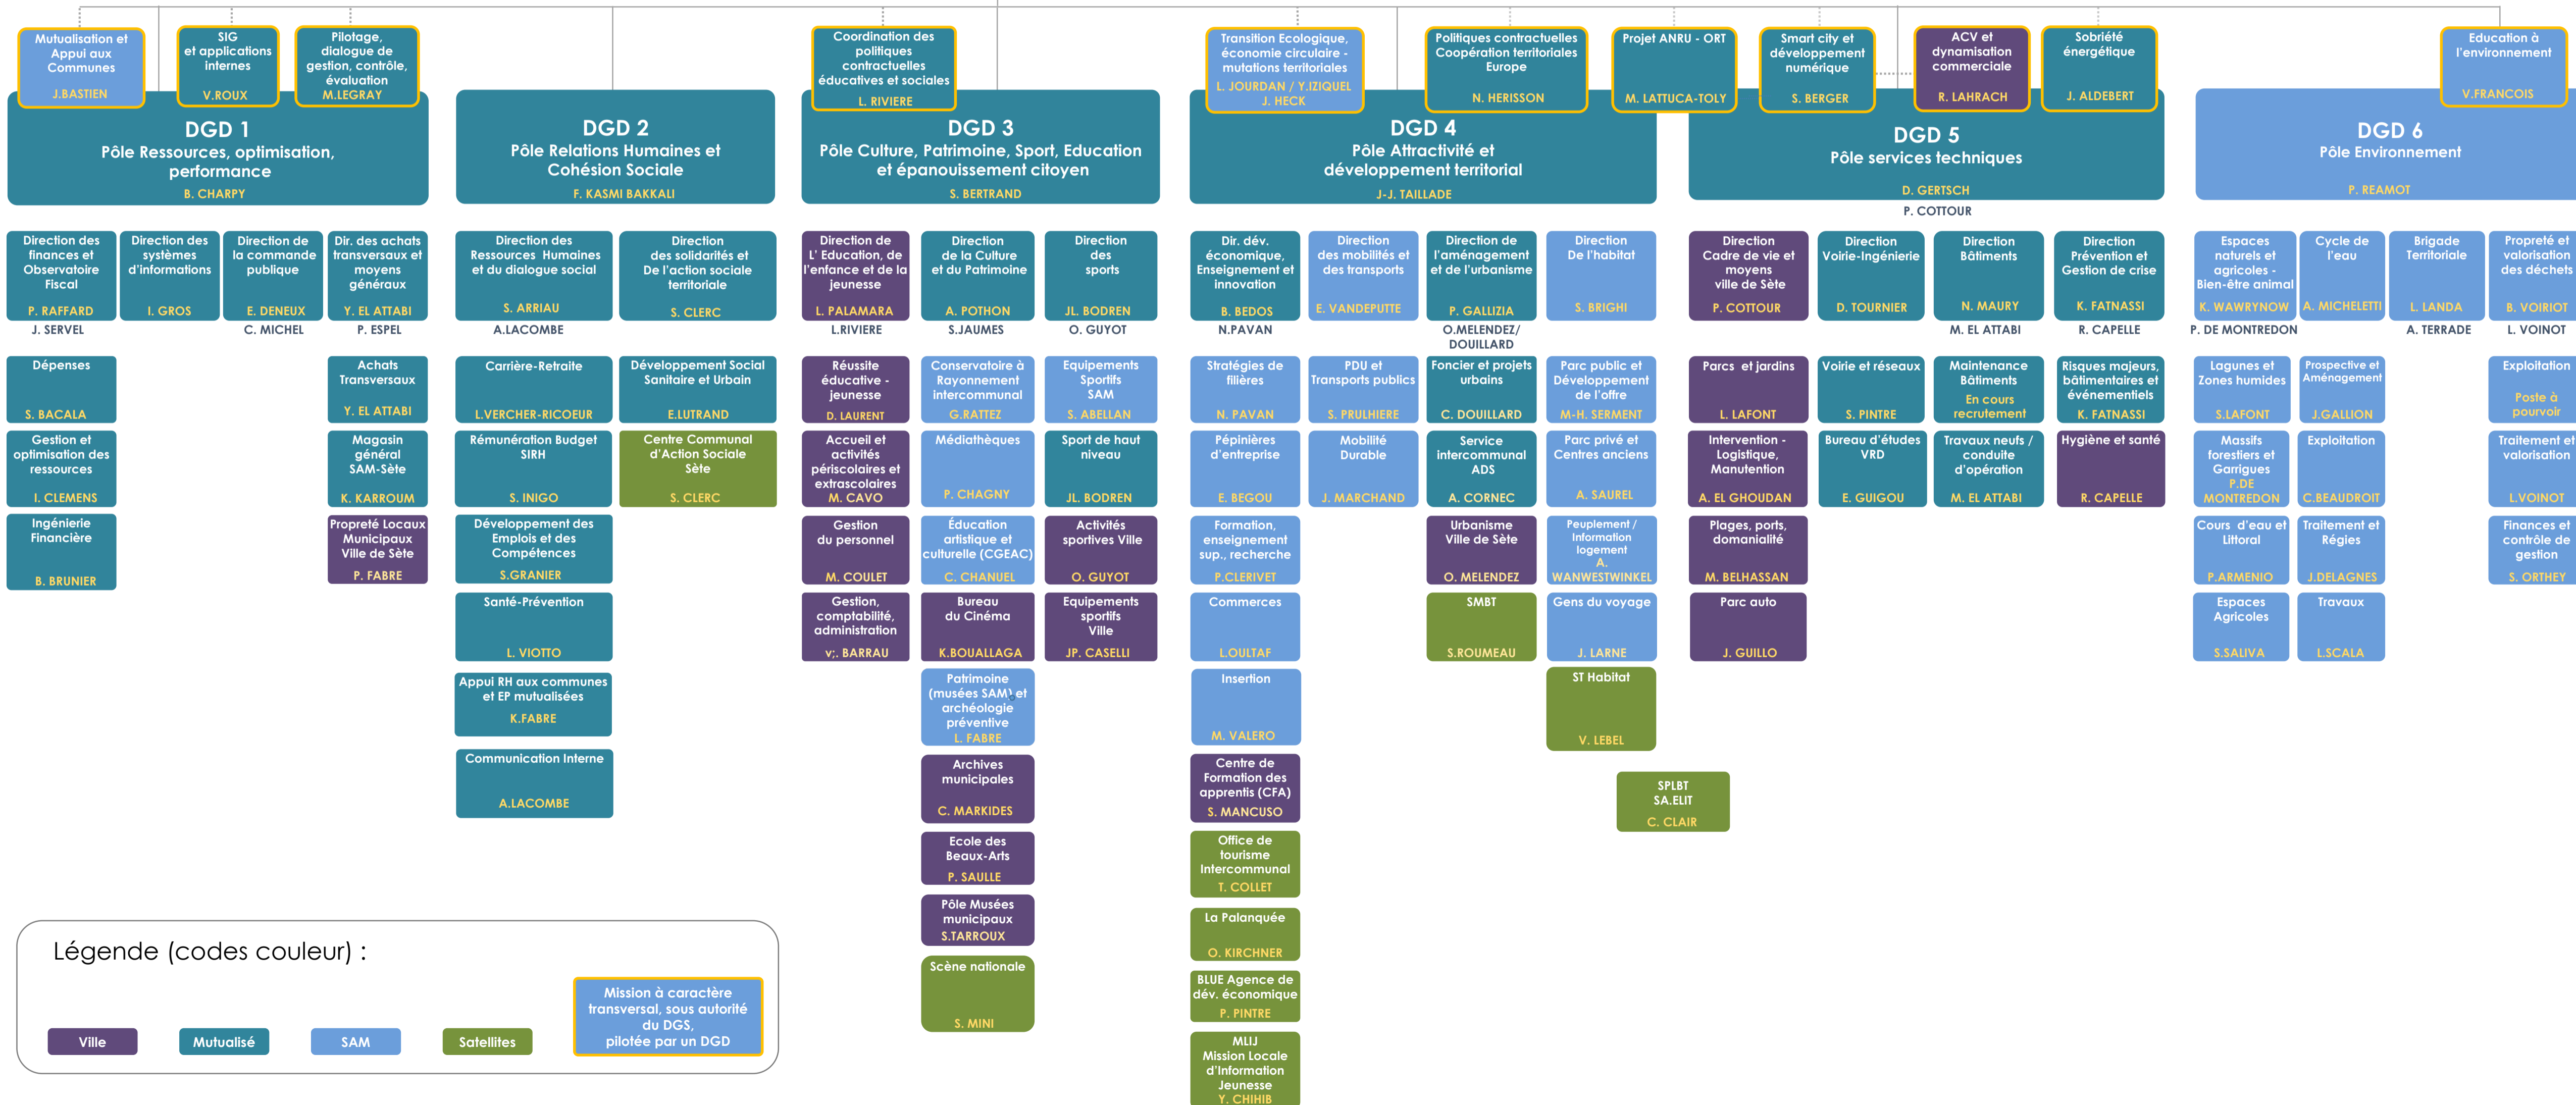 Mutualisation et
Appui aux
Communes
J.BASTIEN
SIG
et applications
internes
V.ROUX
Pilotage,
dialogue de
gestion, contrôle,
évaluation
M.LEGRAY
DGD 1
Pôle Ressources, optimisation,
performance
B. CHARPY
Direction des
finances et
Observatoire
Fiscal
P. RAFFARD
J. SERVEL
Dépenses
S. BACALA
Gestion et
optimisation des
ressources
I. CLEMENS
Ingénierie
Financière
B. BRUNIER
Direction des
systèmes
d'informations
I. GROS
Direction de
la commande
publique
E. DENEUX
C. MICHEL
Dir. des achats
transversaux et
moyens
généraux
Y. EL ATTABI
P. ESPEL
Achats
Transversaux
Y. EL ATTABI
Magasin
général
SAM-Sète
K. KARROUM
Propreté Locaux
Municipaux
Ville de Sète
P. FABRE
DGD 2
Pôle Relations Humaines et
Cohésion Sociale
F. KASMI BAKKALI
Direction des
Ressources Humaines
et du dialogue social
S. ARRIAU
A.LACOMBE
Carrière-Retraite
L.VERCHER-RICOEUR
Rémunération Budget
SIRH
S. INIGO
Développement des
Emplois et des
Compétences
S.GRANIER
Santé-Prévention
L. VIOTTO
Appui RH aux communes
et EP mutualisées
K.FABRE
Communication Interne
A.LACOMBE
Direction
des solidarités et
De l'action sociale
territoriale
S. CLERC
Développement Social
Sanitaire et Urbain
E.LUTRAND
Centre Communal
d'Action Sociale
Sète
S. CLERC
Coordination des
politiques
contractuelles
éducatives et sociales
L. RIVIERE
DGD 3
Pôle Culture, Patrimoine, Sport, Education
et épanouissement citoyen
S. BERTRAND
Direction de
L' Education, de
l'enfance et de la
jeunesse
L. PALAMARA
L.RIVIERE
Réussite
éducative -
jeunesse
D. LAURENT
Accueil et
activités
périscolaires et
extrascolaires
M. CAVO
Gestion
du personnel
M. COULET
Gestion,
comptabilité,
administration
v;. BARRAU
Direction
de la Culture
et du Patrimoine
A. POTHON
S.JAUMES
Conservatoire à
Rayonnement
intercommunal
G.RATTEZ
Médiathèques
P. CHAGNY
Éducation
artistique et
culturelle (CGEAC)
C. CHANUEL
Bureau
du Cinéma
K.BOUALLAGA
Patrimoine
(musées SAM) et
archéologie
préventive
L. FABRE
Archives
municipales
C. MARKIDES
Ecole des
Beaux-Arts
P. SAULLE
Pôle Musées
municipaux
S.TARROUX
Scène nationale
S. MINI
Direction
des
sports
JL. BODREN
O. GUYOT
Equipements
Sportifs
SAM
S. ABELLAN
Sport de haut
niveau
JL. BODREN
Activités
sportives Ville
O. GUYOT
Equipements
sportifs
Ville
JP. CASELLI
Transition Ecologique,
économie circulaire -
mutations territoriales
L. JOURDAN / Y.IZIQUEL
J. HECK
Politiques contractuelles
Coopération territoriales
Europe
N. HERISSON
Projet ANRU - ORT
M. LATTUCA-TOLY
DGD 4
Pôle Attractivité et
développement territorial
J-J. TAILLADE
Dir. dév.
économique,
Enseignement et
innovation
B. BEDOS
N.PAVAN
Stratégies de
filières
N. PAVAN
Pépinières
d'entreprise
E. BEGOU
Formation,
enseignement
sup., recherche
P.CLERIVET
Commerces
L.OULTAF
Insertion
M. VALERO
Centre de
Formation des
apprentis (CFA)
S. MANCUSO
Office de
tourisme
Intercommunal
T. COLLET
La Palanquée
O. KIRCHNER
BLUE Agence de
dév. économique
P. PINTRE
MLIJ
Mission Locale
d'Information
Jeunesse
Y. CHIHIB
Direction
des mobilités et
des transports
E. VANDEPUTTE
PDU et
Transports publics
S. PRULHIERE
Mobilité
Durable
J. MARCHAND
Direction de
l'aménagement
et de l'urbanisme
P. GALLIZIA
O.MELENDEZ/
DOUILLARD
Foncier et projets
urbains
C. DOUILLARD
Service
intercommunal
ADS
A. CORNEC
Urbanisme
Ville de Sète
O. MELENDEZ
SMBT
S.ROUMEAU
Direction
De l'habitat
S. BRIGHI
Parc public et
Développement
de l'offre
M-H. SERMENT
Parc privé et
Centres anciens
A. SAUREL
Peuplement /
Information
logement
A.
WANWESTWINKEL
Gens du voyage
J. LARNE
ST Habitat
V. LEBEL
SPLBT
SA.ELIT
C. CLAIR
Smart city et
développement
numérique
S. BERGER
ACV et
dynamisation
commerciale
R. LAHRACH
Sobriété
énergétique
J. ALDEBERT
DGD 5
Pôle services techniques
D. GERTSCH
P. COTTOUR
Direction
Cadre de vie et
moyens
ville de Sète
P. COTTOUR
Parcs et jardins
L. LAFONT
Intervention -
Logistique,
Manutention
A. EL GHOUDAN
Plages, ports,
domanialité
M. BELHASSAN
Parc auto
J. GUILLO
Direction
Voirie-Ingénierie
D. TOURNIER
Voirie et réseaux
S. PINTRE
Bureau d'études
VRD
E. GUIGOU
Direction
Bâtiments
N. MAURY
M. EL ATTABI
Maintenance
Bâtiments
En cours
recrutement
Travaux neufs /
conduite
d'opération
M. EL ATTABI
Direction
Prévention et
Gestion de crise
K. FATNASSI
R. CAPELLE
Risques majeurs,
bâtimentaires et
événementiels
K. FATNASSI
Hygiène et santé
R. CAPELLE
Education à
l'environnement
V.FRANCOIS
DGD 6
Pôle Environnement
P. REAMOT
Espaces
naturels et
agricoles -
Bien-être animal
K. WAWRYNOW
P. DE MONTREDON
Lagunes et
Zones humides
S.LAFONT
Massifs
forestiers et
Garrigues
P.DE
MONTREDON
Cours d'eau et
Littoral
P.ARMENIO
Espaces
Agricoles
S.SALIVA
Cycle de
l'eau
A. MICHELETTI
Prospective et
Aménagement
J.GALLION
Exploitation
C.BEAUDROIT
Traitement et
Régies
J.DELAGNES
Travaux
L.SCALA
Brigade
Territoriale
L. LANDA
A. TERRADE
Propreté et
valorisation
des déchets
B. VOIRIOT
L. VOINOT
Exploitation
Poste à
pourvoir
Traitement et
valorisation
L.VOINOT
Finances et
contrôle de
gestion
S. ORTHEY
Légende (codes couleur) :
Ville
Mutualisé
SAM
Satellites
Mission à caractère
transversal, sous autorité
du DGS,
pilotée par un DGD